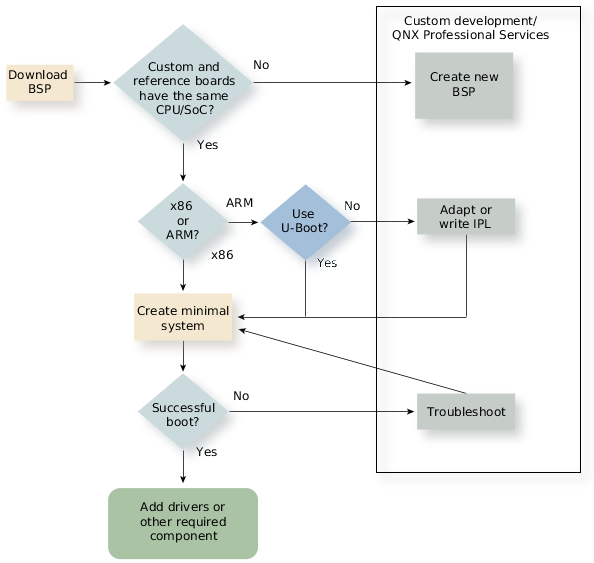 Custom development/
QNX Professional Services
Download
BSP
Custom and
reference boards
have the same
CPU/SoC?
No
Create new
BSP
Yes
x86
or
ARM?
ARM
Use
U-Boot?
No
Adapt or
write IPL
x86
Yes
Create minimal
system
Successful
boot?
No
Troubleshoot
Yes
Add drivers or
other required
component